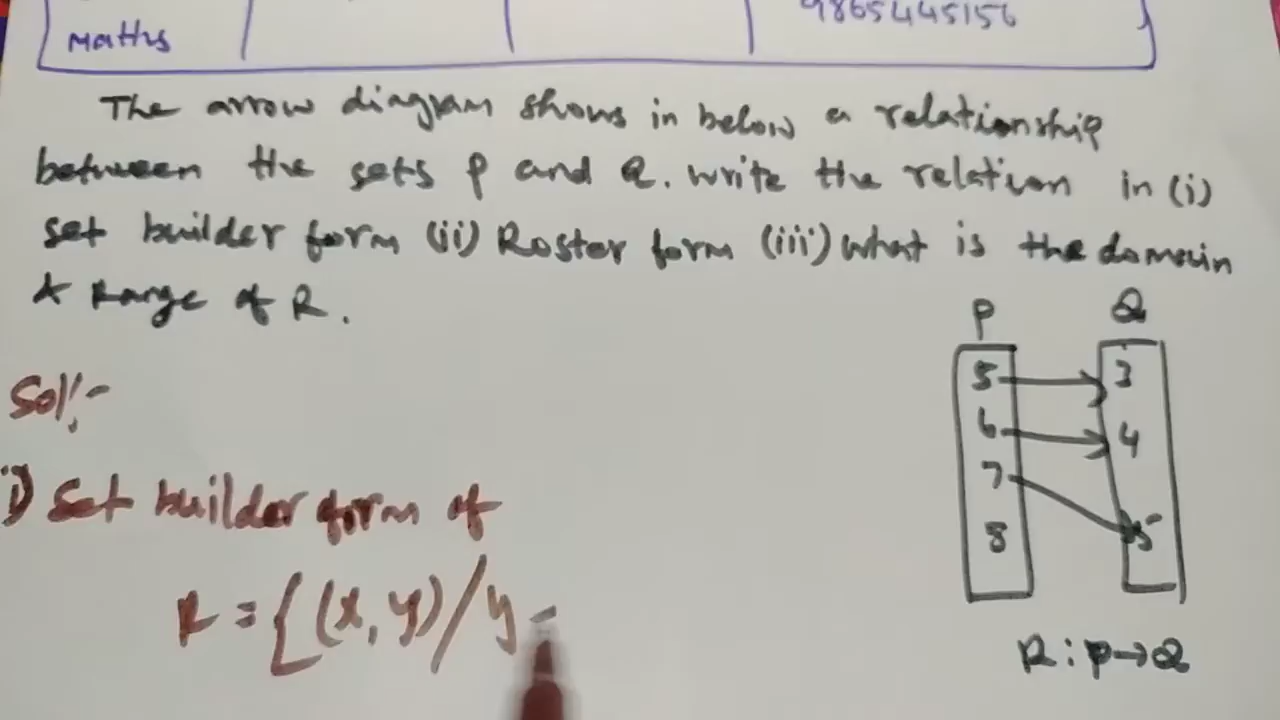 Maths
9865445156
The arrow diagram shows in below a relationship
between the sets P and Q. write the relation in (i)
set builder form (ii) Roster form (iii) what is the domain
& Range of R.
P Q
5 3
6 4
7
8 5
R : P → Q
Sol:-
i) Set builder form of
R = {(x, y) / y =